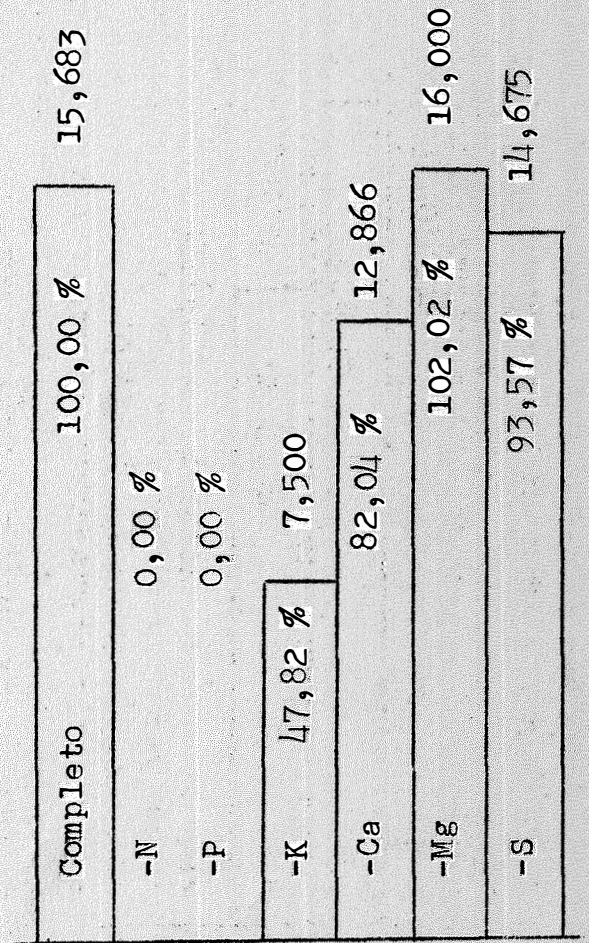 Completo 100,00 % 15,683
-N 0,00 %
-P 0,00 %
-K 47,82 % 7,500
-Ca 82,04 % 12,866
-Mg 102,02 % 16,000
-S 93,57 % 14,675